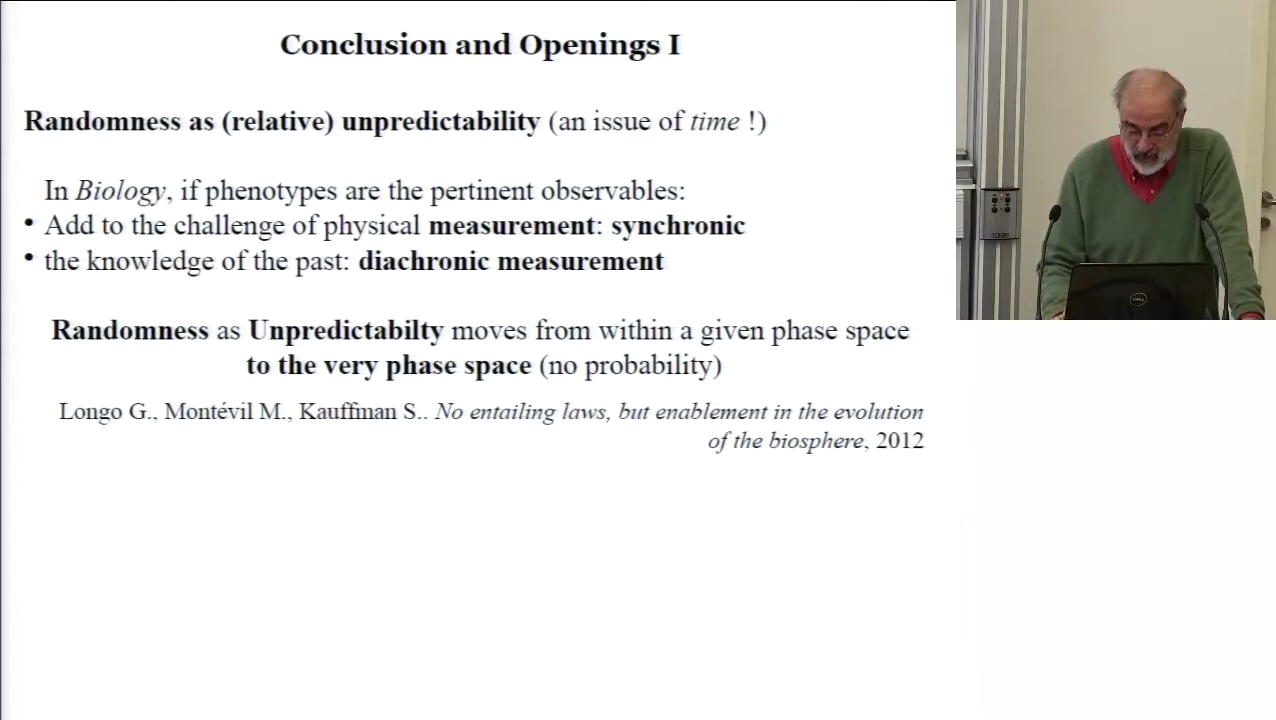 Conclusion and Openings I
Randomness as (relative) unpredictability (an issue of time !)
In Biology, if phenotypes are the pertinent observables:
• Add to the challenge of physical measurement: synchronic
• the knowledge of the past: diachronic measurement
Randomness as Unpredictabilty moves from within a given phase space
to the very phase space (no probability)
Longo G., Montévil M., Kauffman S.. No entailing laws, but enablement in the evolution
of the biosphere, 2012
DELL